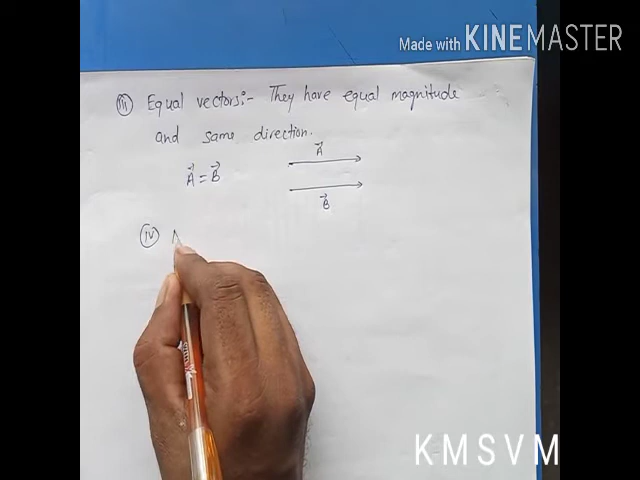 Made with KINEMASTER
(iii) Equal vectors:- They have equal magnitude
and same direction.
A⃗
A⃗ = B⃗
B⃗
(iv)
KMSVM